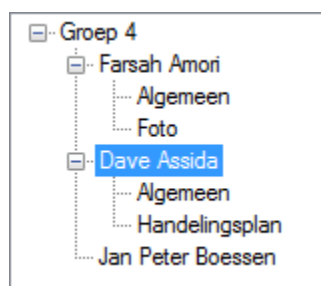 Groep 4
Farsah Amori
Algemeen
Foto
Dave Assida
Algemeen
Handelingsplan
Jan Peter Boessen